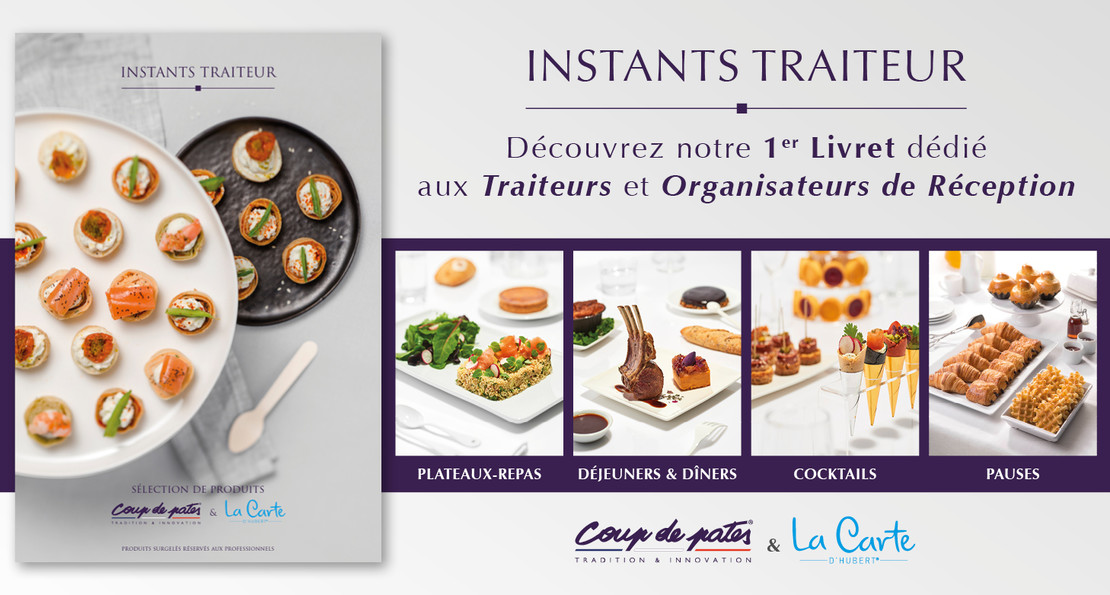 INSTANTS TRAITEUR
SÉLECTION DE PRODUITS
Coup de pates & La Carte
TRADITION & INNOVATION D'HUBERT*
PRODUITS SURGELÉS RÉSERVÉS AUX PROFESSIONNELS
INSTANTS TRAITEUR
Découvrez notre 1er Livret dédié
aux Traiteurs et Organisateurs de Réception
PLATEAUX-REPAS
DÉJEUNERS & DÎNERS
COCKTAILS
PAUSES
Coup de pates® & La Carte
TRADITION & INNOVATION D'HUBERT*